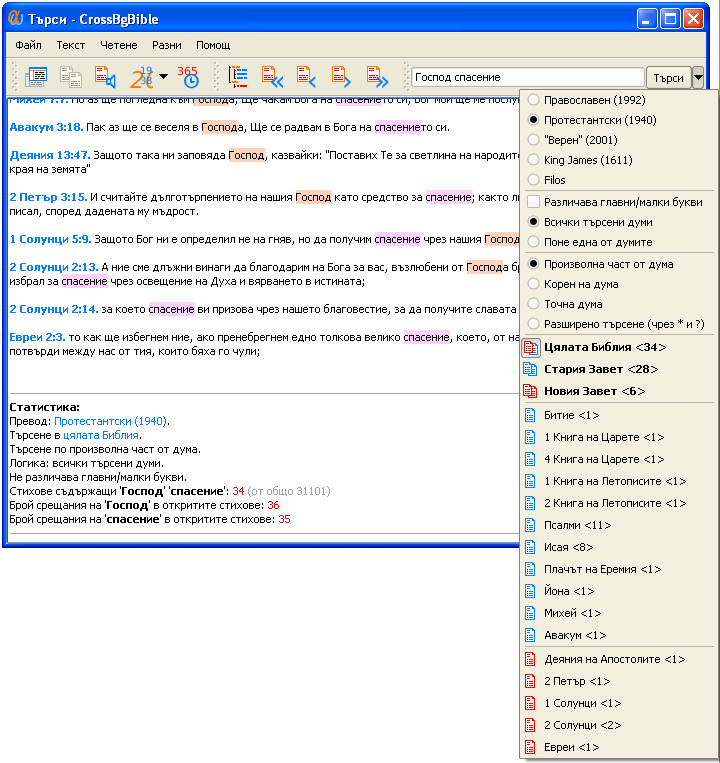 Търси - CrossBgBible
Файл Текст Четене Разни Помощ
19
2τ 38
365
Господ спасение Търси
Михей 7:7. Но аз ще погледна към Господа, Ще чакам Бога на спасението си; Бог мой ще ме послу
Авакум 3:18. Пак аз ще се веселя в Господа, Ще се радвам в Бога на спасението си.
Деяния 13:47. Защото така ни заповяда Господ, казвайки: "Поставих Те за светлина на народит
края на земята"
2 Петър 3:15. И считайте дълготърпението на нашия Господ като средство за спасение; както л
писал, според дадената му мъдрост.
1 Солунци 5:9. Защото Бог ни е определил не на гняв, но да получим спасение чрез нашия Господ
2 Солунци 2:13. А ние сме длъжни винаги да благодарим на Бога за вас, възлюбени от Господа бр
избрал за спасение чрез освещение на Духа и вярването в истината;
2 Солунци 2:14. за което спасение ви призова чрез нашето благовестие, за да получите славата
Евреи 2:3. то как ще избегнем ние, ако пренебрегнем едно толкова велико спасение, което, от на
потвърди между нас от тия, които бяха го чули;
Статистика:
Превод: Протестантски (1940).
Търсене в цялата Библия.
Търсене по произволна част от дума.
Логика: всички търсени думи.
Не различава главни/малки букви.
Стихове съдържащи 'Господ' 'спасение': 34 (от общо 31101)
Брой срещания на 'Господ' в откритите стихове: 36
Брой срещания на 'спасение' в откритите стихове: 35
Православен (1992)
Протестантски (1940)
"Верен" (2001)
King James (1611)
Filos
Различава главни/малки букви
Всички търсени думи
Поне една от думите
Произволна част от дума
Корен на дума
Точна дума
Разширено търсене (чрез * и ?)
Цялата Библия <34>
Стария Завет <28>
Новия Завет <6>
Битие <1>
1 Книга на Царете <1>
4 Книга на Царете <1>
1 Книга на Летописите <1>
2 Книга на Летописите <1>
Псалми <11>
Исая <8>
Плачът на Еремия <1>
Йона <1>
Михей <1>
Авакум <1>
Деяния на Апостолите <1>
2 Петър <1>
1 Солунци <1>
2 Солунци <2>
Евреи <1>